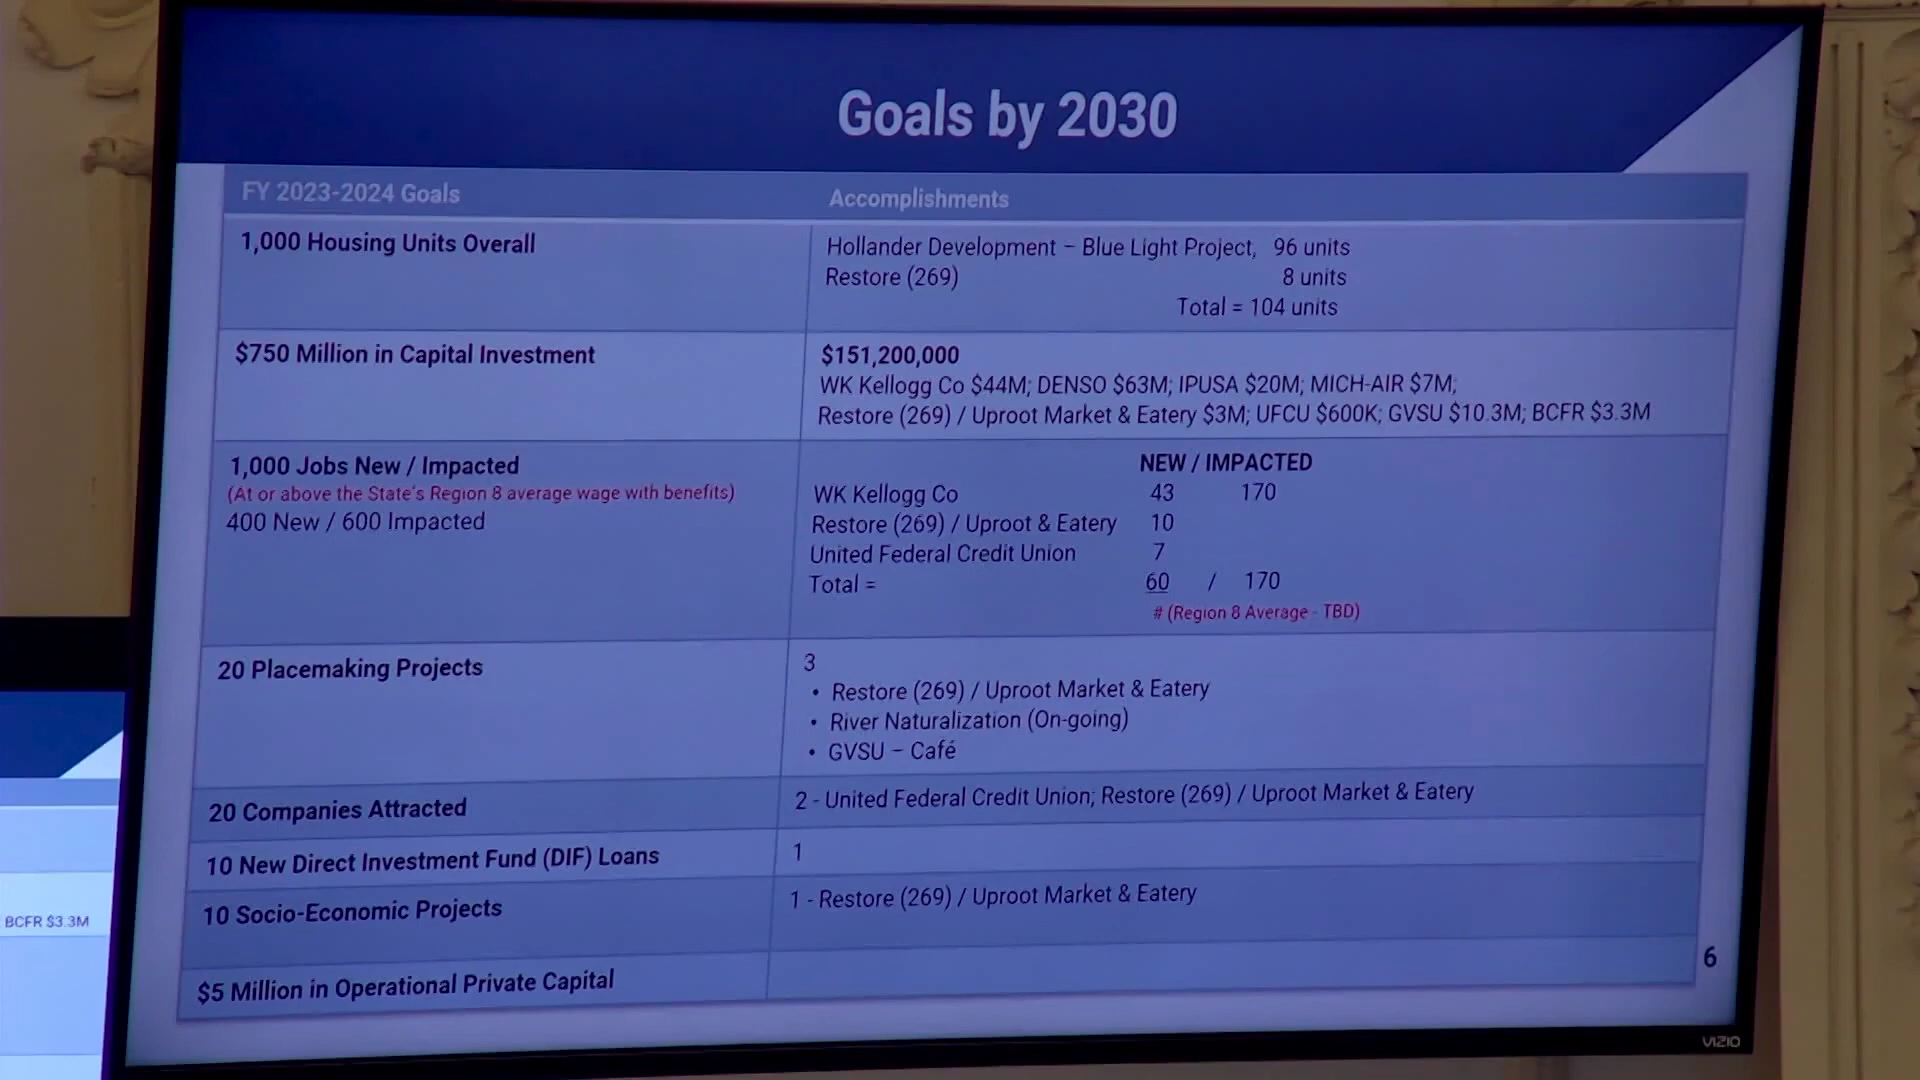 Goals by 2030
FY 2023-2024 Goals
Accomplishments
1,000 Housing Units Overall
Hollander Development – Blue Light Project, 96 units
Restore (269) 8 units
Total = 104 units
$750 Million in Capital Investment
$151,200,000
WK Kellogg Co $44M; DENSO $63M; IPUSA $20M; MICH-AIR $7M;
Restore (269) / Uproot Market & Eatery $3M; UFCU $600K; GVSU $10.3M; BCFR $3.3M
1,000 Jobs New / Impacted
(At or above the State's Region 8 average wage with benefits)
400 New / 600 Impacted
NEW / IMPACTED
WK Kellogg Co 43 170
Restore (269) / Uproot & Eatery 10
United Federal Credit Union 7
Total = 60 / 170
# (Region 8 Average - TBD)
20 Placemaking Projects
3
• Restore (269) / Uproot Market & Eatery
• River Naturalization (On-going)
• GVSU – Café
20 Companies Attracted
2 - United Federal Credit Union; Restore (269) / Uproot Market & Eatery
10 New Direct Investment Fund (DIF) Loans
1
10 Socio-Economic Projects
1 - Restore (269) / Uproot Market & Eatery
$5 Million in Operational Private Capital
6
VIZIO
BCFR $3.3M